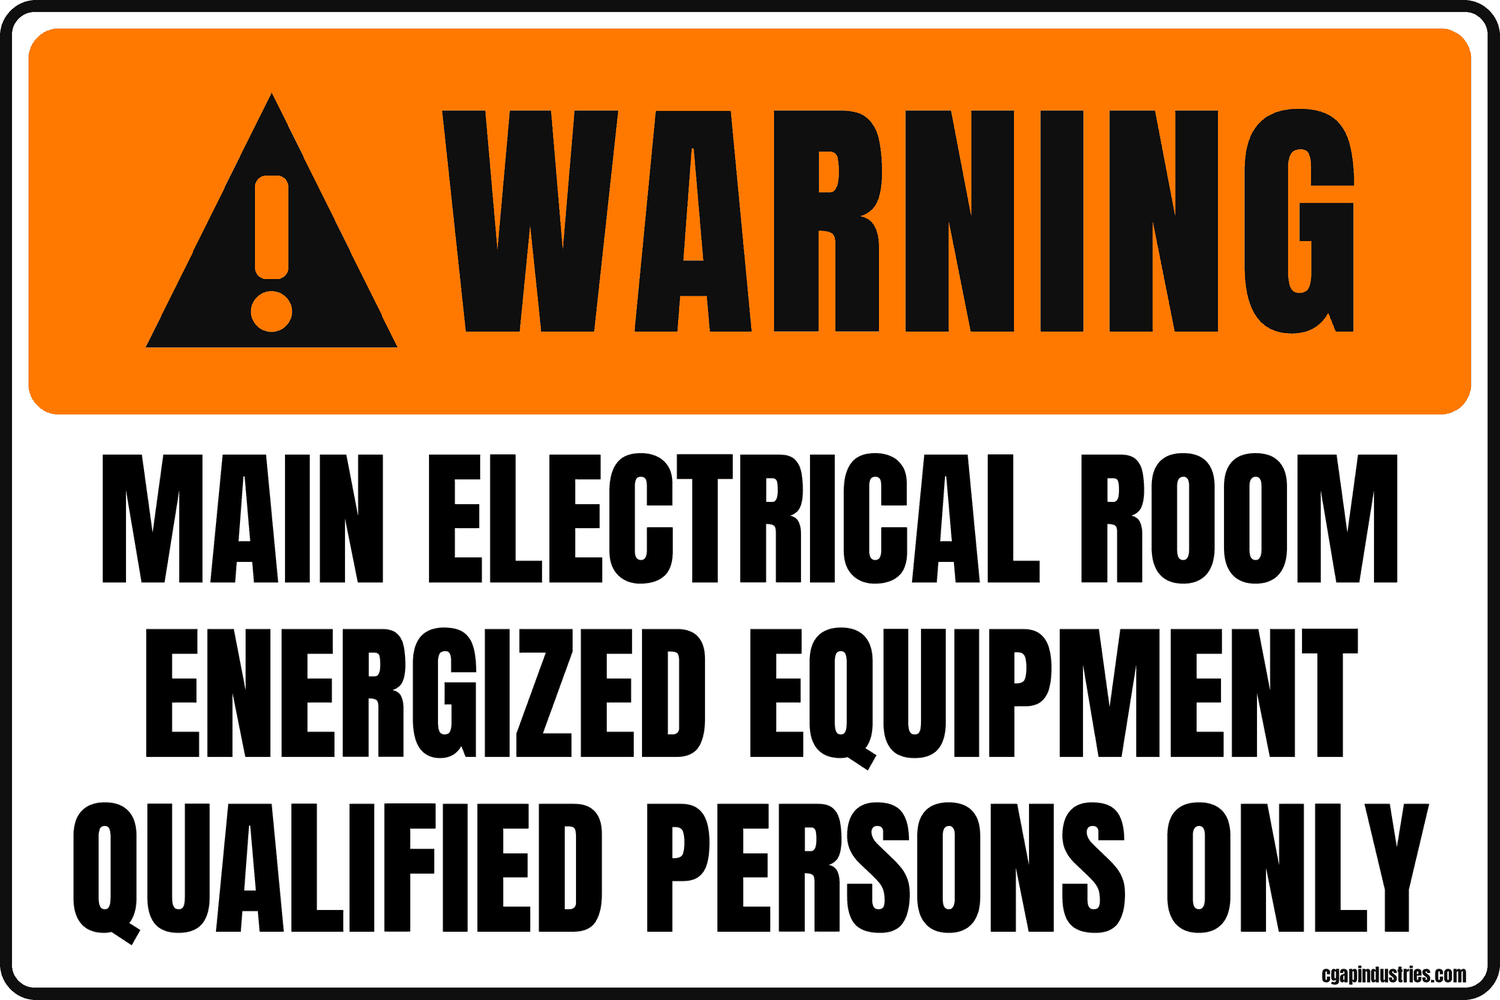 WARNING
MAIN ELECTRICAL ROOM
ENERGIZED EQUIPMENT
QUALIFIED PERSONS ONLY
cgapindustries.com